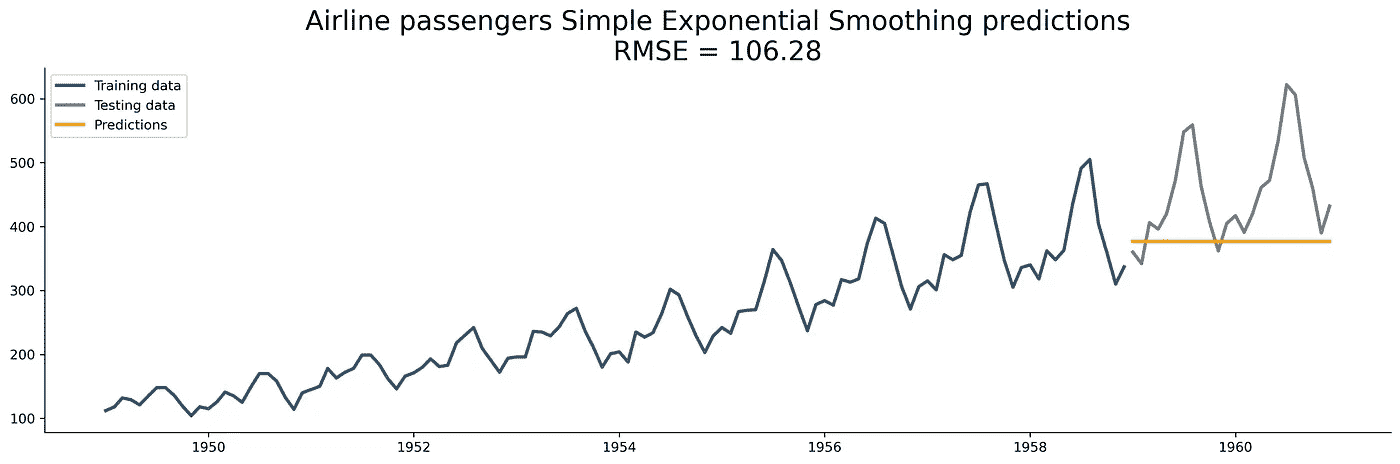 Airline passengers Simple Exponential Smoothing predictions
RMSE = 106.28
Training data
Testing data
Predictions
600
500
400
300
200
100
1950
1952
1954
1956
1958
1960